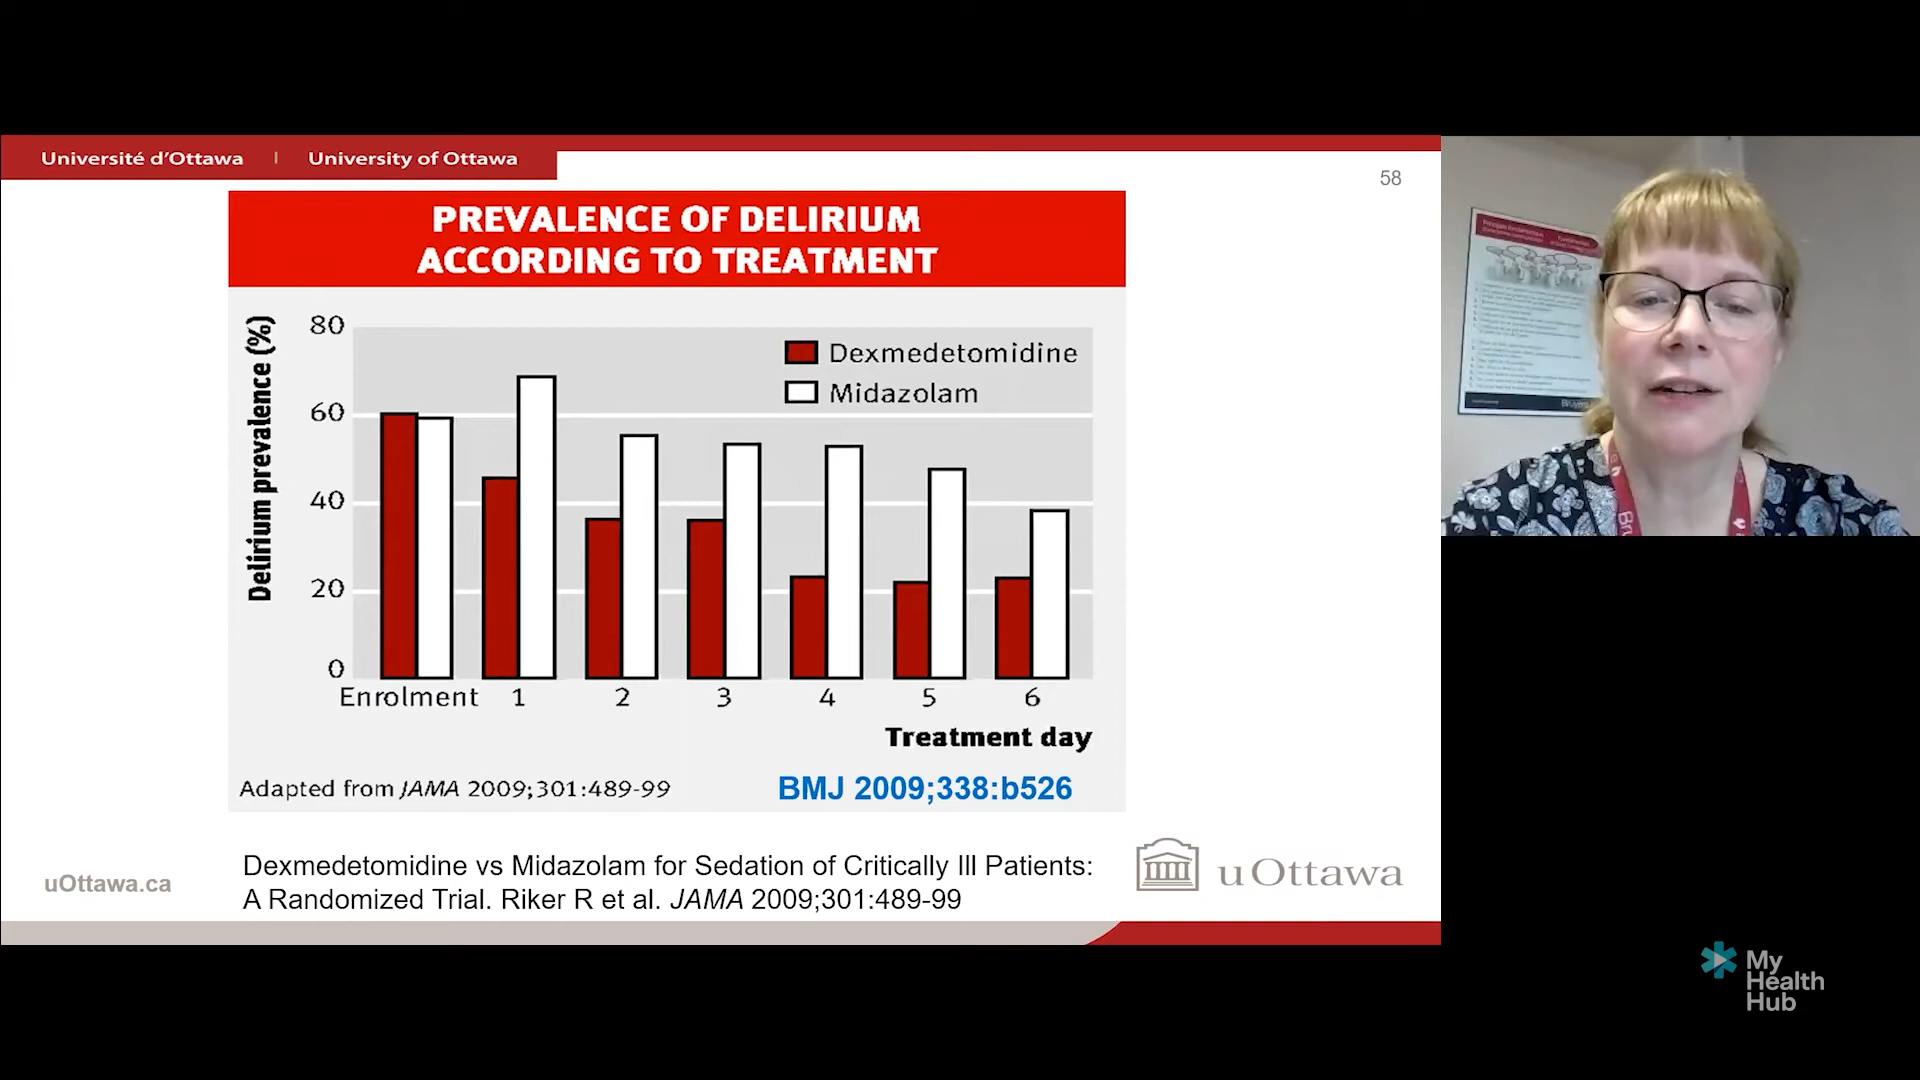 Université d'Ottawa | University of Ottawa
58
PREVALENCE OF DELIRIUM
ACCORDING TO TREATMENT
Delirium prevalence (%)
80
60
40
20
0
Dexmedetomidine
Midazolam
Enrolment 1 2 3 4 5 6
Treatment day
Adapted from JAMA 2009;301:489-99
BMJ 2009;338:b526
Dexmedetomidine vs Midazolam for Sedation of Critically Ill Patients:
A Randomized Trial. Riker R et al. JAMA 2009;301:489-99
uOttawa.ca
uOttawa
My
Health
Hub